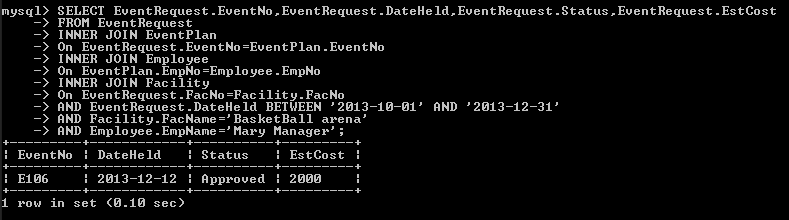 mysql> SELECT EventRequest.EventNo,EventRequest.DateHeld,EventRequest.Status,EventRequest.EstCost
    -> FROM EventRequest
    -> INNER JOIN EventPlan
    -> On EventRequest.EventNo=EventPlan.EventNo
    -> INNER JOIN Employee
    -> On EventPlan.EmpNo=Employee.EmpNo
    -> INNER JOIN Facility
    -> On EventRequest.FacNo=Facility.FacNo
    -> AND EventRequest.DateHeld BETWEEN '2013-10-01' AND '2013-12-31'
    -> AND Facility.FacName='BasketBall arena'
    -> AND Employee.EmpName='Mary Manager';
+---------+------------+----------+---------+
| EventNo | DateHeld   | Status   | EstCost |
+---------+------------+----------+---------+
| E106    | 2013-12-12 | Approved | 2000    |
+---------+------------+----------+---------+
1 row in set (0.10 sec)